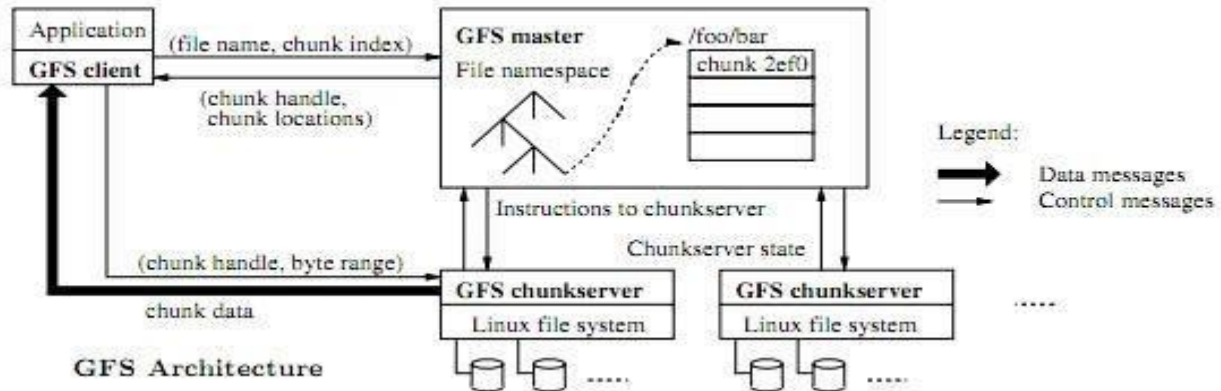 Application
GFS client
(file name, chunk index)
(chunk handle,
chunk locations)
GFS master
File namespace
/foo/bar
chunk 2ef0
Legend:
Data messages
Control messages
Instructions to chunkserver
Chunkserver state
(chunk handle, byte range)
chunk data
GFS chunkserver
Linux file system
GFS chunkserver
Linux file system
GFS Architecture